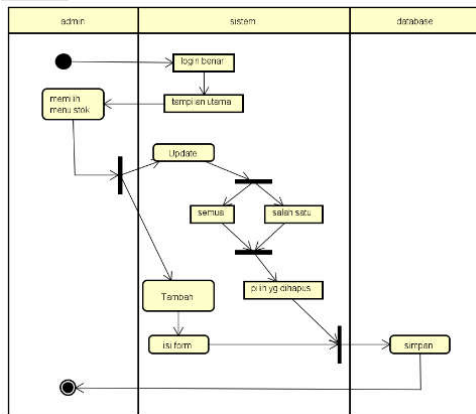 admin
sistem
database
login benar
tampilan utama
memilih
menu stok
Update
semua
salah satu
pilih yg dihapus
Tambah
isi form
simpan